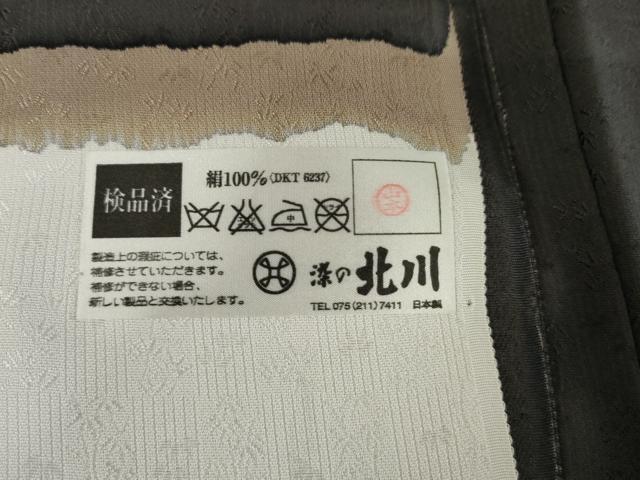 検品済
絹100%〈DKT 6237〉
中
製造上の瑕疵については、
補修させていただきます。
補修ができない場合、
新しい製品と交換いたします。
染の 北川
TEL 075(211)7411 日本製